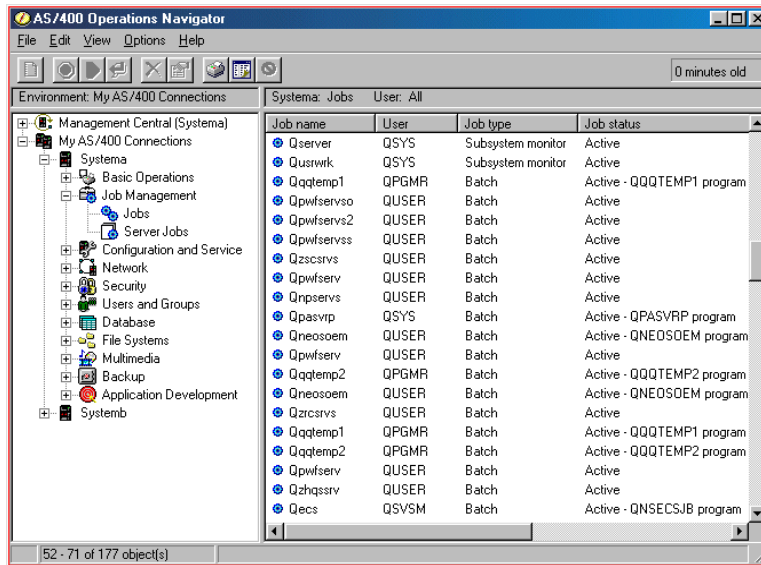 AS/400 Operations Navigator
File Edit View Options Help
0 minutes old
Environment: My AS/400 Connections
Systema: Jobs User: All
Management Central (Systema)
My AS/400 Connections
Systema
Basic Operations
Job Management
Jobs
Server Jobs
Configuration and Service
Network
Security
Users and Groups
Database
File Systems
Multimedia
Backup
Application Development
Systemb
Job name User Job type Job status
Qserver QSYS Subsystem monitor Active
Qusrwrk QSYS Subsystem monitor Active
Qqqtemp1 QPGMR Batch Active - QQQTEMP1 program
Qpwfservso QUSER Batch Active
Qpwfservs2 QUSER Batch Active
Qpwfservss QUSER Batch Active
Qzscsrvs QUSER Batch Active
Qpwfserv QUSER Batch Active
Qnpservs QUSER Batch Active
Qpasvrp QSYS Batch Active - QPASVRP program
Qneosoem QUSER Batch Active - QNEOSOEM program
Qpwfserv QUSER Batch Active
Qqqtemp2 QPGMR Batch Active - QQQTEMP2 program
Qneosoem QUSER Batch Active - QNEOSOEM program
Qzrcsrvs QUSER Batch Active
Qqqtemp1 QPGMR Batch Active - QQQTEMP1 program
Qqqtemp2 QPGMR Batch Active - QQQTEMP2 program
Qpwfserv QUSER Batch Active
Qzhqssrv QUSER Batch Active
Qecs QSVSM Batch Active - QNSECSJB program
52 - 71 of 177 object(s)